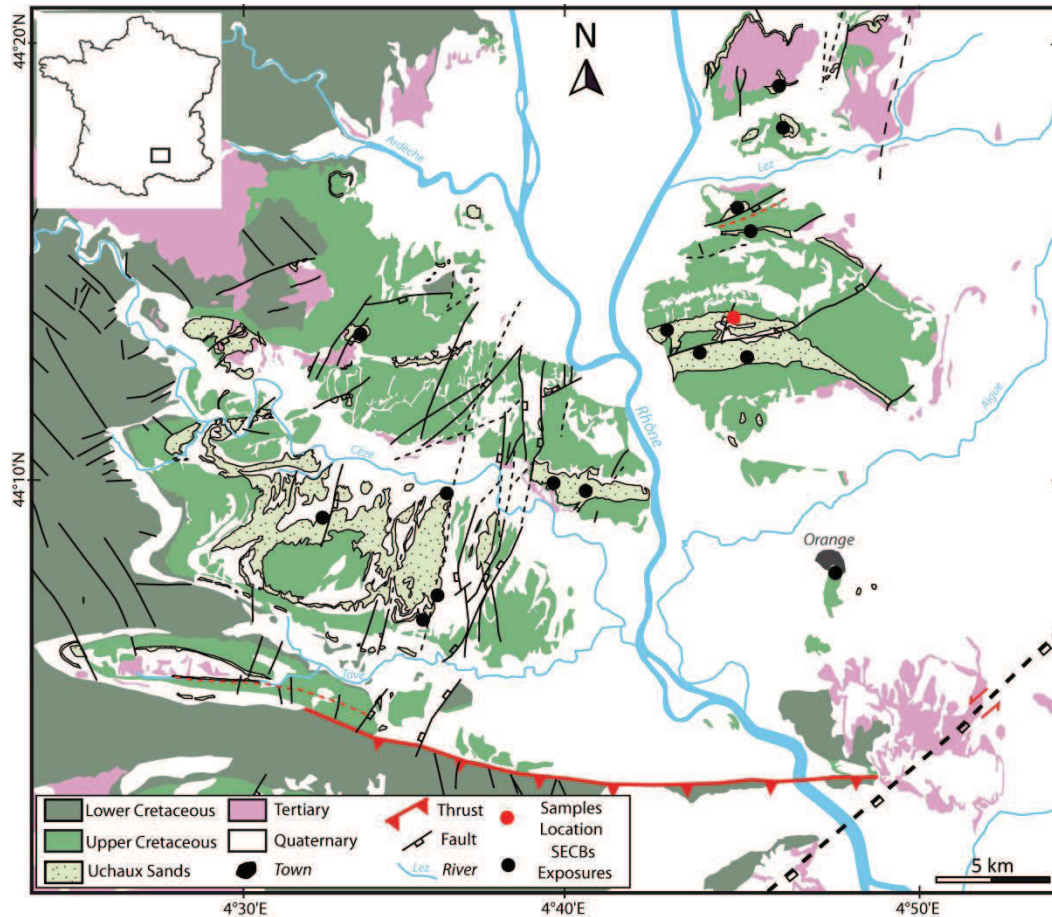 44°20'N
N
Ardèche
Lez
Aigue
Rhône
Cèze
44°10'N
Orange
Tave
Lower Cretaceous
Upper Cretaceous
Uchaux Sands
Tertiary
Quaternary
Town
Thrust
Fault
Lez River
Samples
Location
SECBs
Exposures
5 km
4°30'E
4°40'E
4°50'E